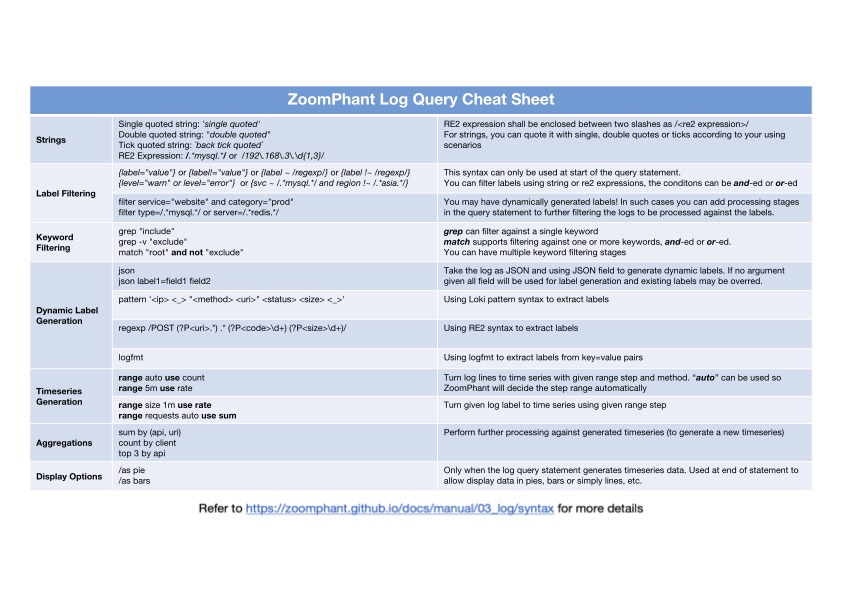 ZoomPhant Log Query Cheat Sheet
Strings
Single quoted string: 'single quoted'
Double quoted string: "double quoted"
Tick quoted string: `back tick quoted`
RE2 Expression: /.*mysql.*/ or /192\.168\.3\.\d{1,3}/
RE2 expression shall be enclosed between two slashes as /<re2 expression>/
For strings, you can quote it with single, double quotes or ticks according to your using
scenarios
Label Filtering
{label="value"} or {label!="value"} or {label ~ /regexp/} or {label !~ /regexp/}
{level="warn" or level="error"} or {svc ~ /.*mysql.*/ and region !~ /.*asia.*/}
This syntax can only be used at start of the query statement.
You can filter labels using string or re2 expressions, the conditons can be and-ed or or-ed
filter service="website" and category="prod"
filter type=/.*mysql.*/ or server=/.*redis.*/
You may have dynamically generated labels! In such cases you can add processing stages
in the query statement to further filtering the logs to be processed against the labels.
Keyword
Filtering
grep "include"
grep -v "exclude"
match "root" and not "exclude"
grep can filter against a single keyword
match supports filtering against one or more keywords, and-ed or or-ed.
You can have multiple keyword filtering stages
Dynamic Label
Generation
json
json label1=field1 field2
Take the log as JSON and using JSON field to generate dynamic labels. If no argument
given all field will be used for label generation and existing labels may be overred.
pattern '<ip> <_> "<method> <uri>" <status> <size> <_>'
Using Loki pattern syntax to extract labels
regexp /POST (?P<uri>.*) .* (?P<code>\d+) (?P<size>\d+)/
Using RE2 syntax to extract labels
logfmt
Using logfmt to extract labels from key=value pairs
Timeseries
Generation
range auto use count
range 5m use rate
Turn log lines to time series with given range step and method. "auto" can be used so
ZoomPhant will decide the step range automatically
range size 1m use rate
range requests auto use sum
Turn given log label to time series using given range step
Aggregations
sum by (api, uri)
count by client
top 3 by api
Perform further processing against generated timeseries (to generate a new timeseries)
Display Options
/as pie
/as bars
Only when the log query statement generates timeseries data. Used at end of statement to
allow display data in pies, bars or simply lines, etc.
Refer to https://zoomphant.github.io/docs/manual/03_log/syntax for more details